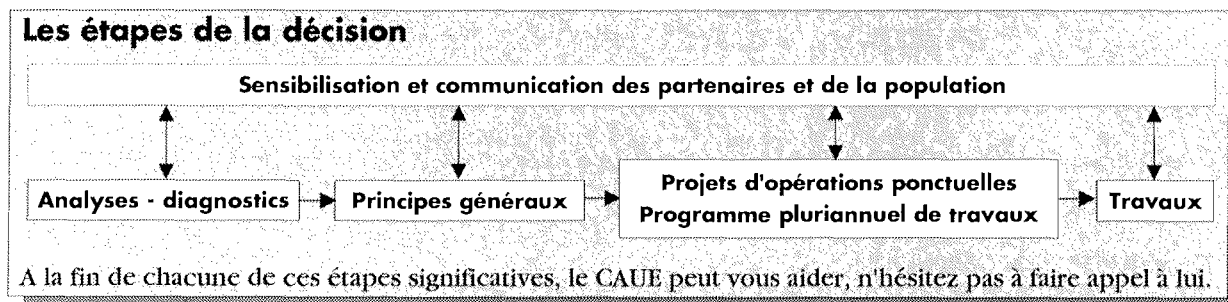 Les étapes de la décision
Sensibilisation et communication des partenaires et de la population
Analyses - diagnostics
Principes généraux
Projets d'opérations ponctuelles
Programme pluriannuel de travaux
Travaux
A la fin de chacune de ces étapes significatives, le CAUE peut vous aider, n'hésitez pas à faire appel à lui.